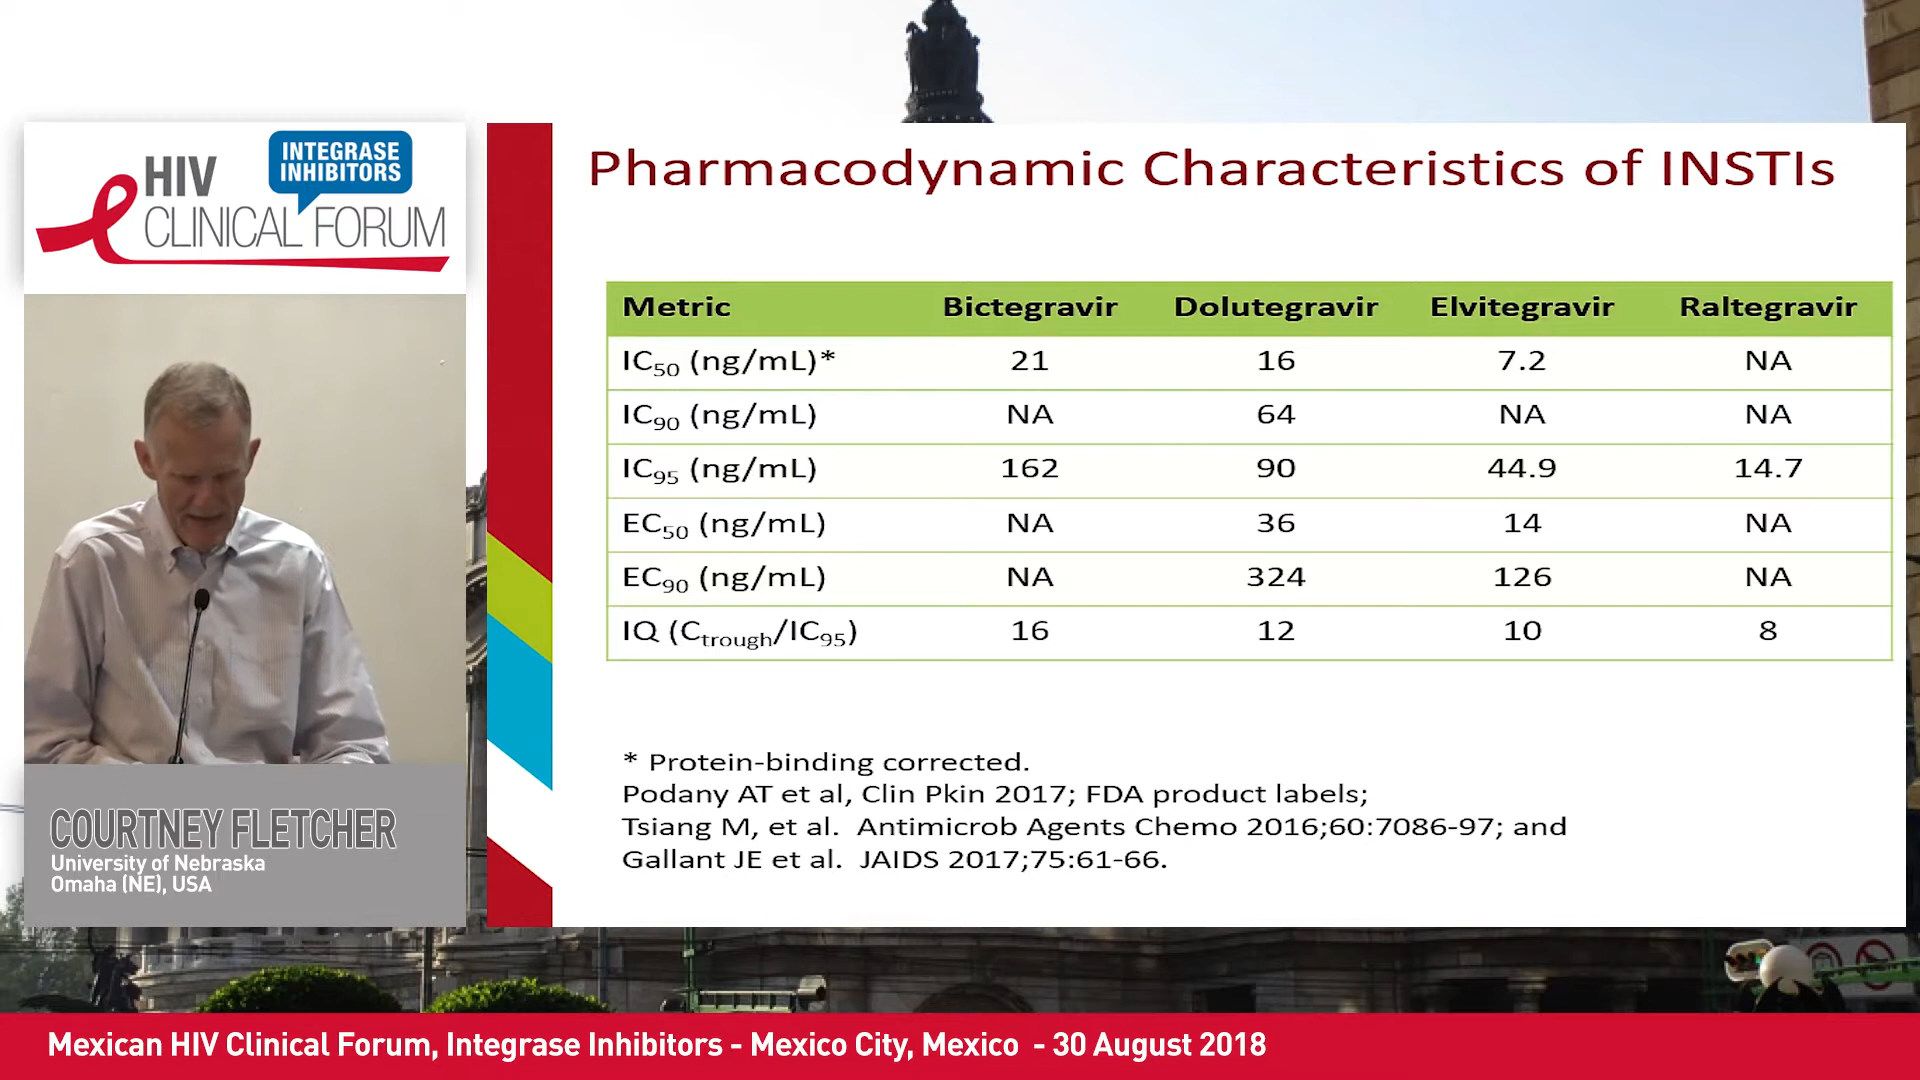 HIV
INTEGRASE
INHIBITORS
CLINICAL FORUM
Pharmacodynamic Characteristics of INSTIs
Metric Bictegravir Dolutegravir Elvitegravir Raltegravir
IC50 (ng/mL)* 21 16 7.2 NA
IC90 (ng/mL) NA 64 NA NA
IC95 (ng/mL) 162 90 44.9 14.7
EC50 (ng/mL) NA 36 14 NA
EC90 (ng/mL) NA 324 126 NA
IQ (Ctrough/IC95) 16 12 10 8
* Protein-binding corrected.
Podany AT et al, Clin Pkin 2017; FDA product labels;
Tsiang M, et al. Antimicrob Agents Chemo 2016;60:7086-97; and
Gallant JE et al. JAIDS 2017;75:61-66.
COURTNEY FLETCHER
University of Nebraska
Omaha (NE), USA
Mexican HIV Clinical Forum, Integrase Inhibitors - Mexico City, Mexico - 30 August 2018